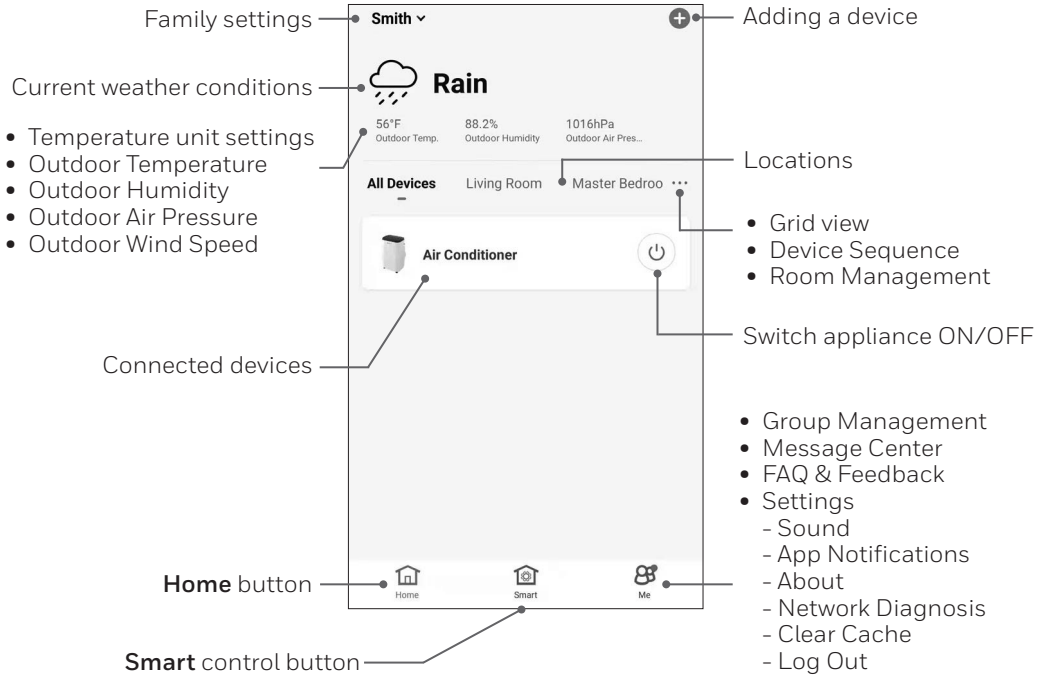 Family settings
Smith
Adding a device
Current weather conditions
Rain
56°F
Outdoor Temp.
88.2%
Outdoor Humidity
1016hPa
Outdoor Air Pres...
• Temperature unit settings
• Outdoor Temperature
• Outdoor Humidity
• Outdoor Air Pressure
• Outdoor Wind Speed
Locations
All Devices
Living Room
Master Bedroo ...
• Grid view
• Device Sequence
• Room Management
Air Conditioner
Switch appliance ON/OFF
Connected devices
• Group Management
• Message Center
• FAQ & Feedback
• Settings
- Sound
- App Notifications
- About
- Network Diagnosis
- Clear Cache
- Log Out
Home button
Home
Smart
Me
Smart control button